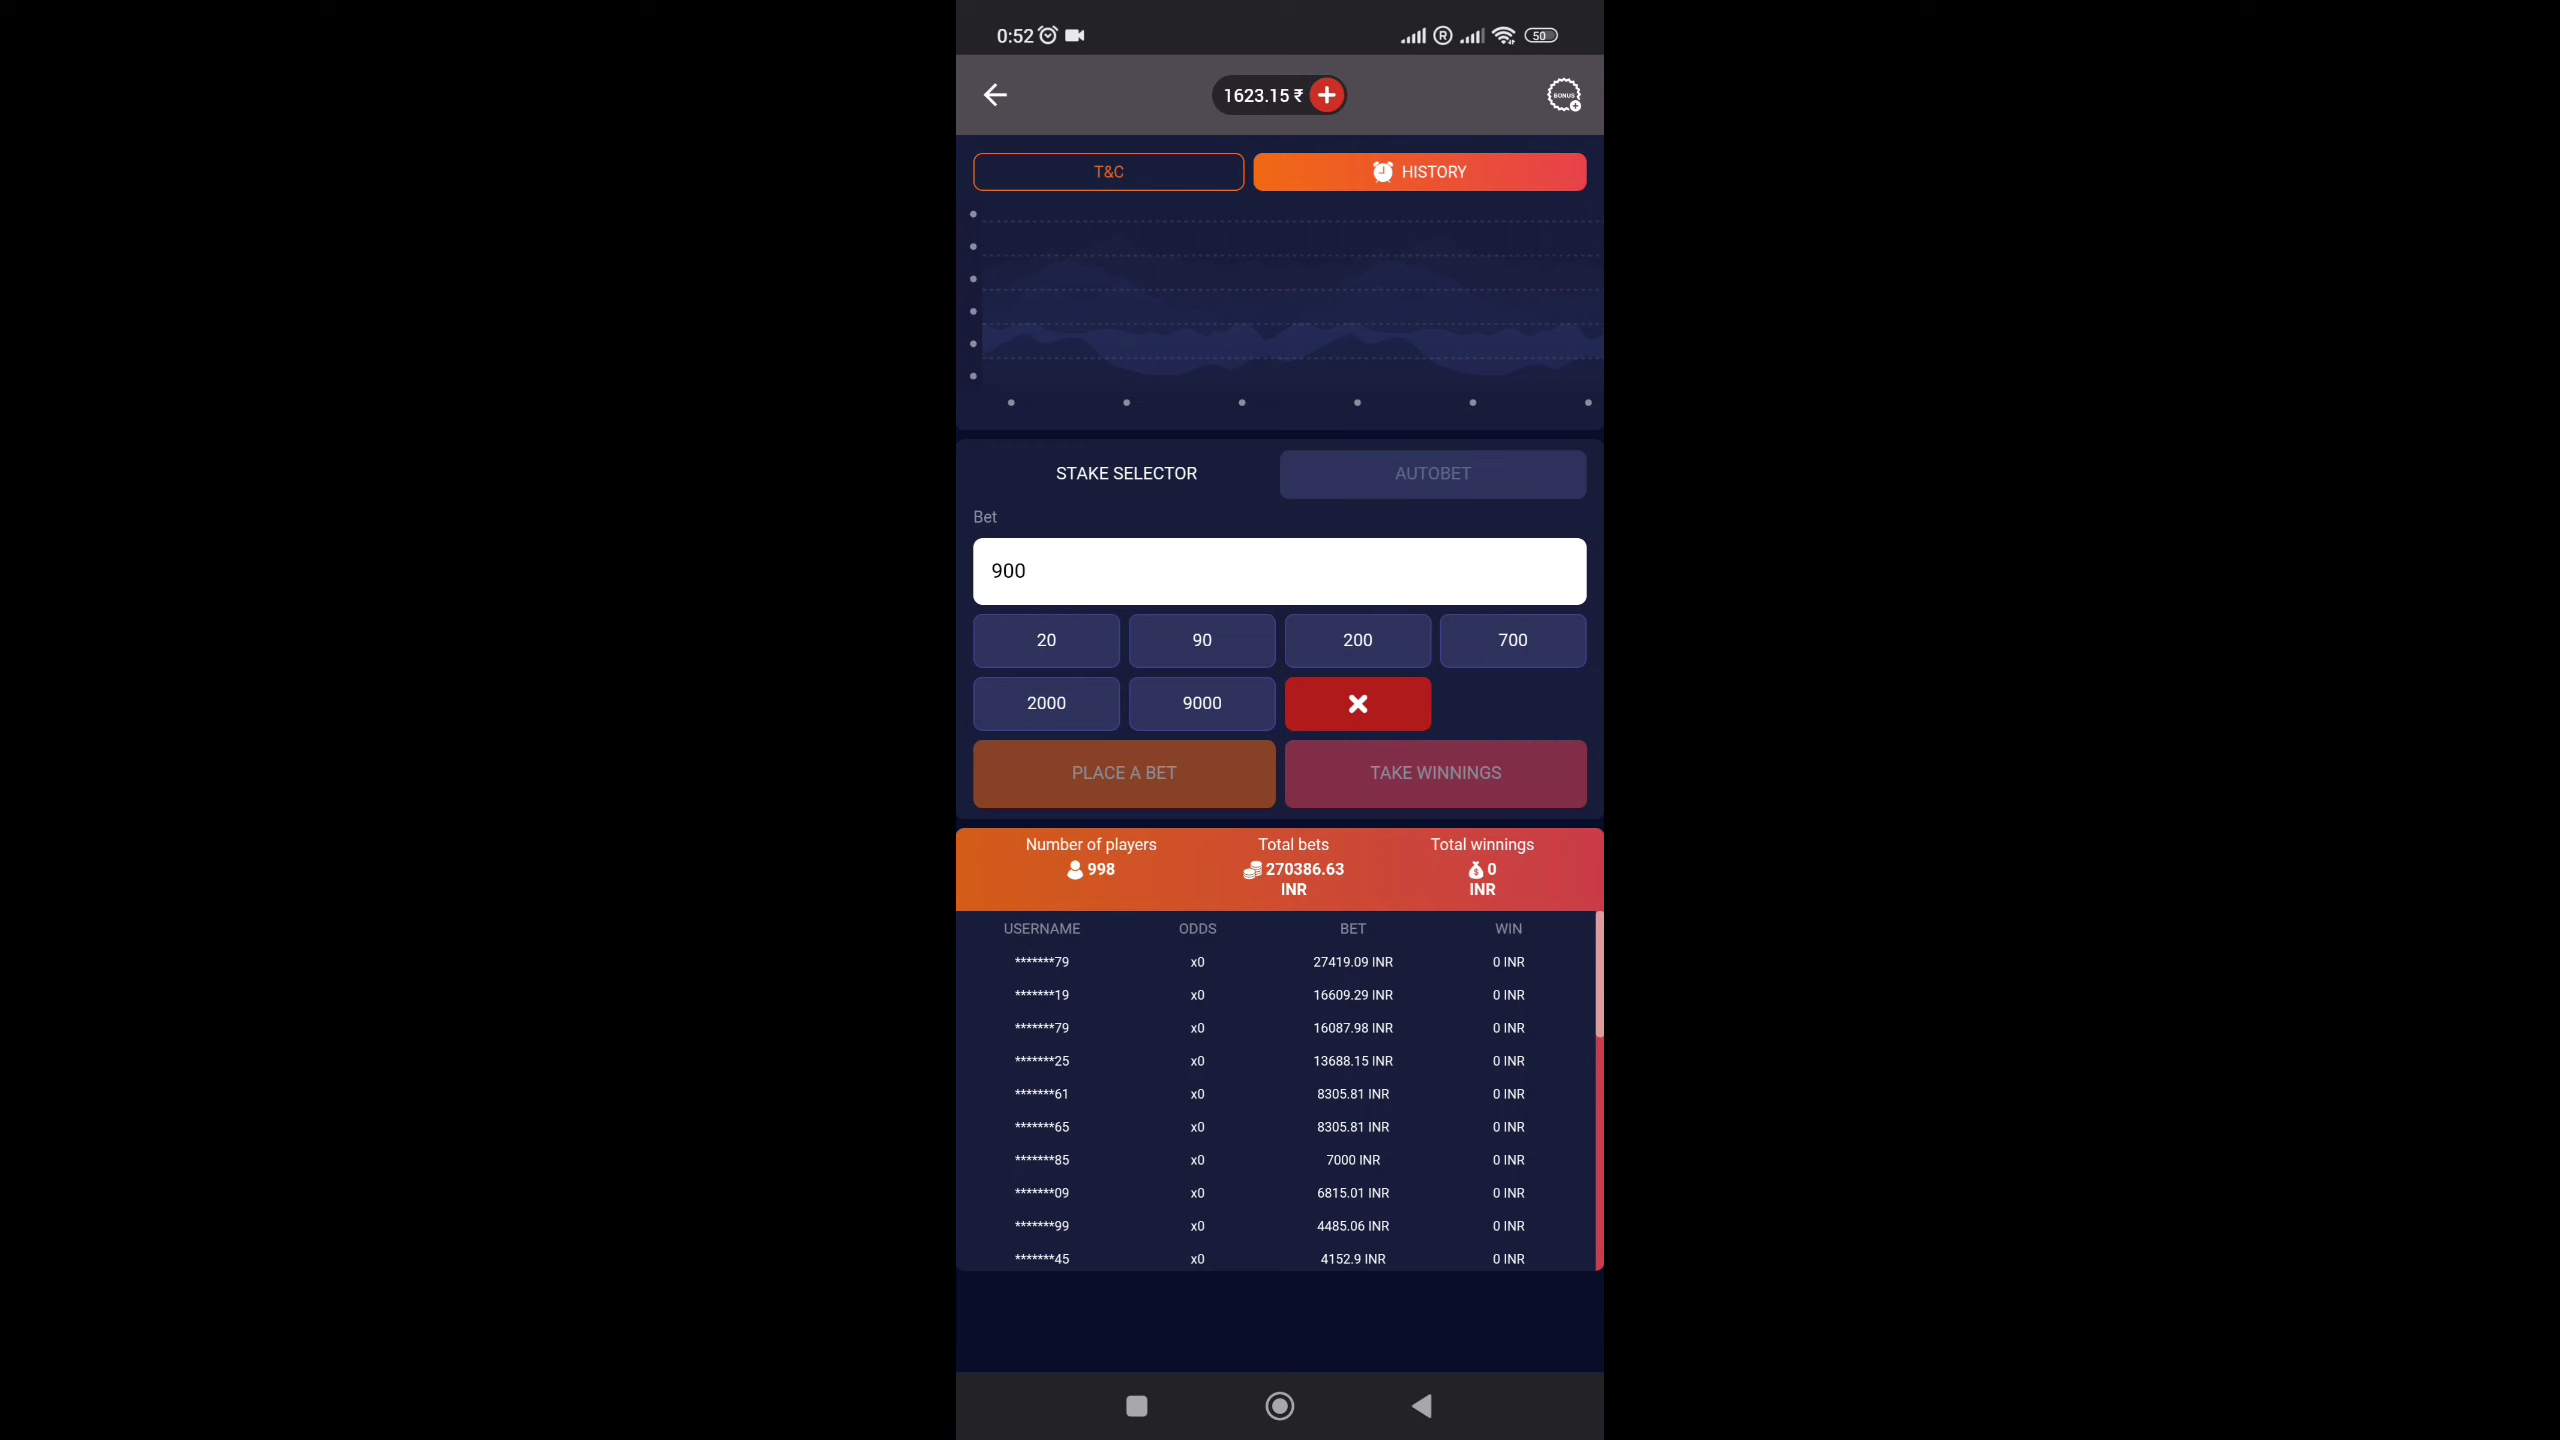 0:52
R
50
1623.15 ₹
BONUS
T&C
HISTORY
STAKE SELECTOR
AUTOBET
Bet
900
20 90 200 700
2000 9000
PLACE A BET
TAKE WINNINGS
Number of players Total bets Total winnings
998 270386.63 0
INR INR
USERNAME ODDS BET WIN
*******79 x0 27419.09 INR 0 INR
*******19 x0 16609.29 INR 0 INR
*******79 x0 16087.98 INR 0 INR
*******25 x0 13688.15 INR 0 INR
*******61 x0 8305.81 INR 0 INR
*******65 x0 8305.81 INR 0 INR
*******85 x0 7000 INR 0 INR
*******09 x0 6815.01 INR 0 INR
*******99 x0 4485.06 INR 0 INR
*******45 x0 4152.9 INR 0 INR